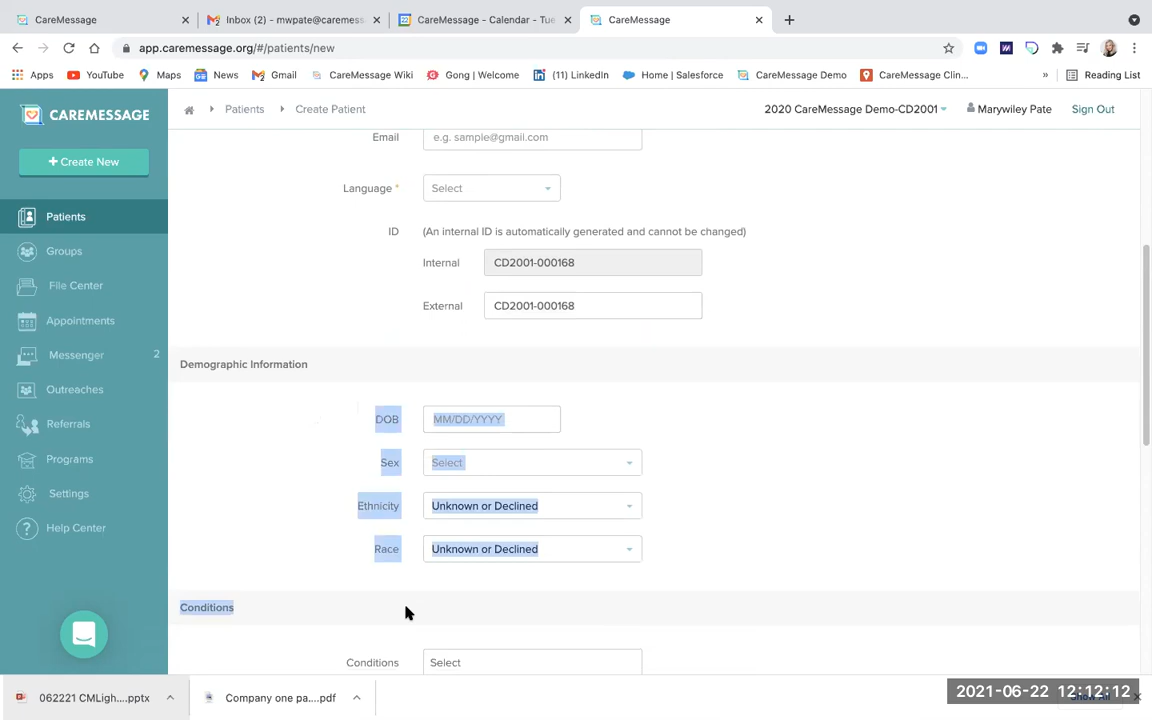 CareMessage
Inbox (2) - mwpate@caremess
CareMessage - Calendar - Tue
CareMessage
app.caremessage.org/#/patients/new
Apps
YouTube
Maps
News
Gmail
CareMessage Wiki
Gong | Welcome
(11) LinkedIn
Home | Salesforce
CareMessage Demo
CareMessage Clin...
»
Reading List
CAREMESSAGE
Patients
Create Patient
2020 CareMessage Demo-CD2001
Marywiley Pate
Sign Out
+ Create New
Patients
Groups
File Center
Appointments
Messenger 2
Outreaches
Referrals
Programs
Settings
Help Center
Email e.g. sample@gmail.com
Language * Select
ID (An internal ID is automatically generated and cannot be changed)
Internal CD2001-000168
External CD2001-000168
Demographic Information
DOB MM/DD/YYYY
Sex Select
Ethnicity Unknown or Declined
Race Unknown or Declined
Conditions
Conditions Select
062221 CMLigh....pptx
Company one pa....pdf
2021-06-22 12:12:12